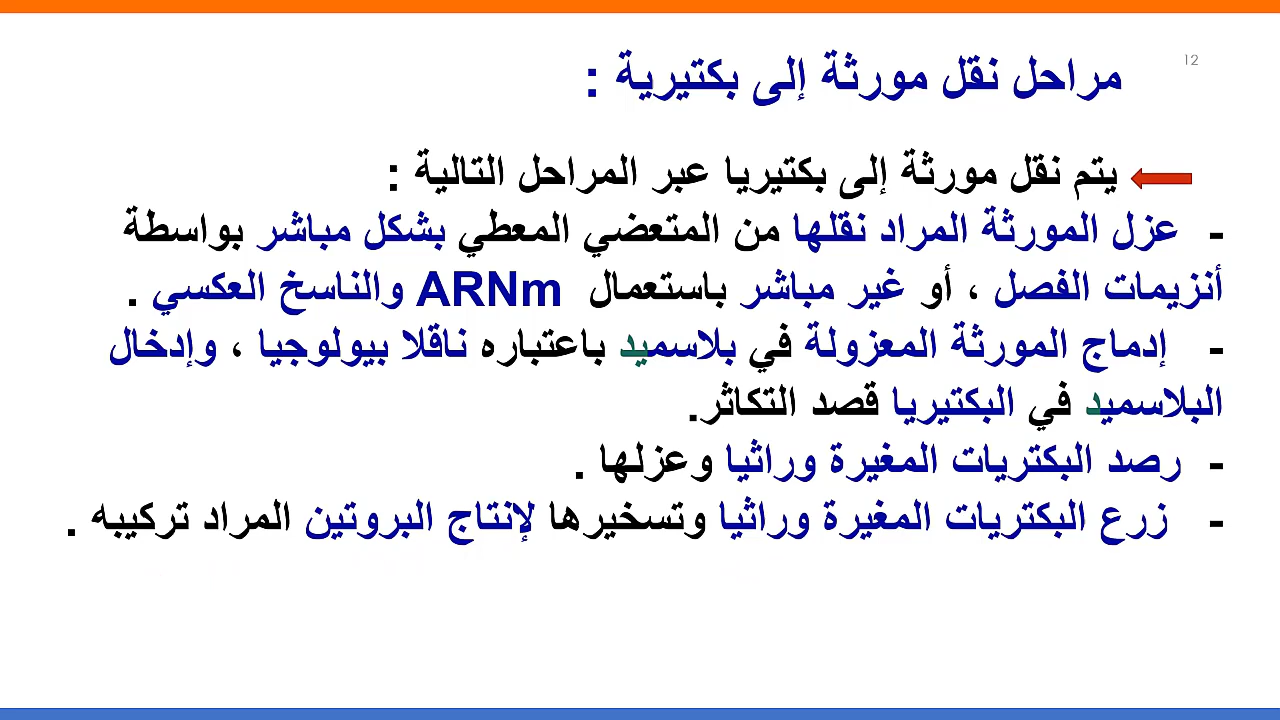 12
مراحل نقل مورثة إلى بكتيرية :
يتم نقل مورثة إلى بكتيريا عبر المراحل التالية :
- عزل المورثة المراد نقلها من المتعضي المعطي بشكل مباشر بواسطة
أنزيمات الفصل ، أو غير مباشر باستعمال ARNm والناسخ العكسي .
- إدماج المورثة المعزولة في بلاسميد باعتباره ناقلا بيولوجيا ، وإدخال
البلاسميد في البكتيريا قصد التكاثر.
- رصد البكتريات المغيرة وراثيا وعزلها .
- زرع البكتريات المغيرة وراثيا وتسخيرها لإنتاج البروتين المراد تركيبه .